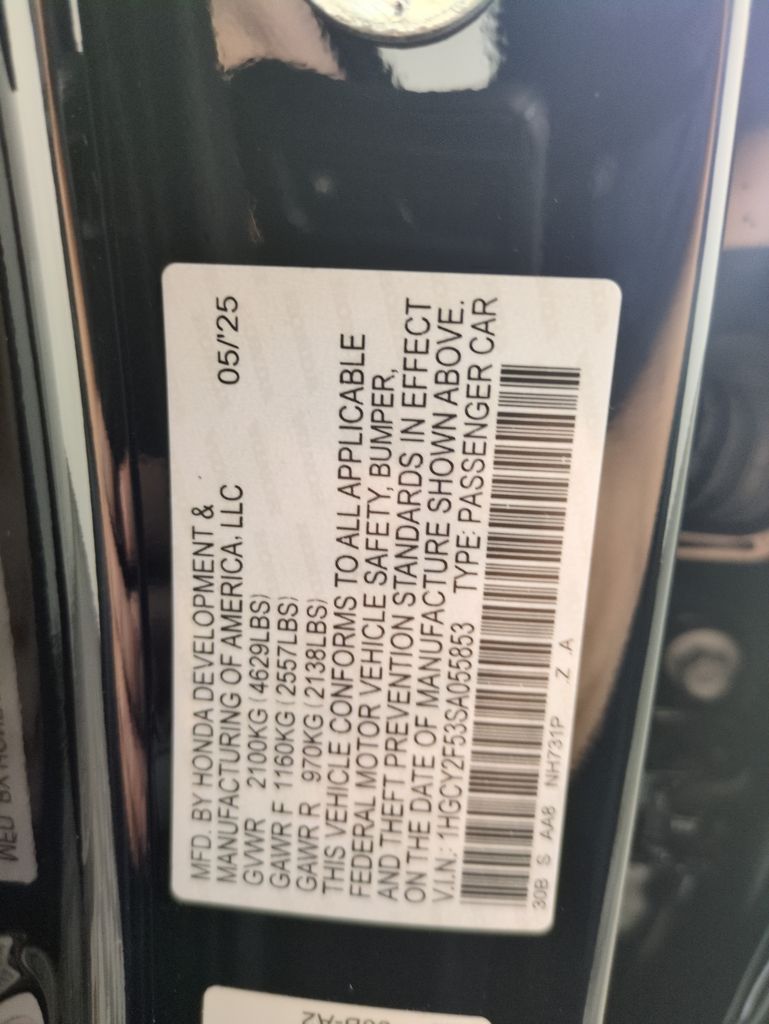 MFD. BY HONDA DEVELOPMENT &
MANUFACTURING OF AMERICA, LLC 05/'25
GVWR 2100KG (4629LBS)
GAWR F 1160KG (2557LBS)
GAWR R 970KG (2138LBS)
THIS VEHICLE CONFORMS TO ALL APPLICABLE
FEDERAL MOTOR VEHICLE SAFETY, BUMPER,
AND THEFT PREVENTION STANDARDS IN EFFECT
ON THE DATE OF MANUFACTURE SHOWN ABOVE.
V.I.N.: 1HGCY2F53SA055853 TYPE: PASSENGER CAR
30B S AA8 NH731P .Z .A